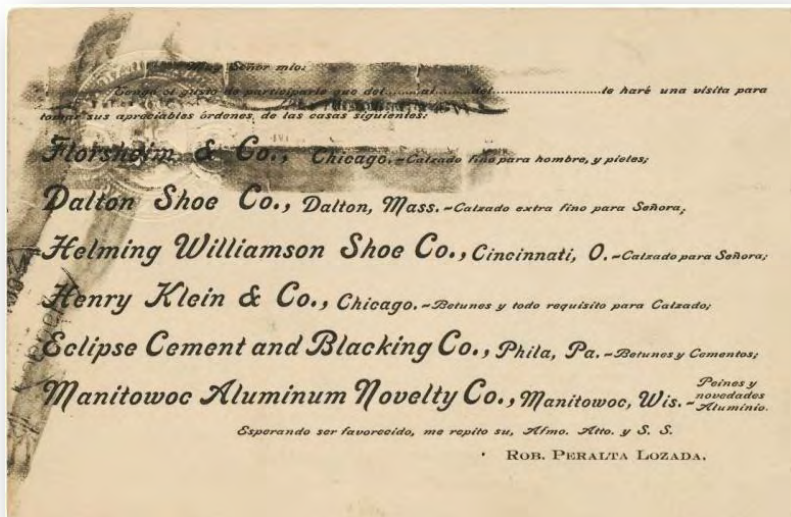 Muy Señor mio:
Tengo el gusto de participarle que del........al........del........................le haré una visita para
tomar sus apreciables órdenes, de las casas siguientes:
Florsheim & Co., Chicago.-Calzado fino para hombre, y pieles;
Dalton Shoe Co., Dalton, Mass.-Calzado extra fino para Señora;
Helming Williamson Shoe Co., Cincinnati, O.-Calzado para Señora;
Henry Klein & Co., Chicago.-Betunes y todo requisito para Calzado;
Eclipse Cement and Blacking Co., Phila, Pa.-Betunes y Cementos;
Manitowoc Aluminum Novelty Co., Manitowoc, Wis.-Peines y
novedades
Aluminio.
Esperando ser favorecido, me repito su, Afmo. Atto. y S. S.
ROB. PERALTA LOZADA.